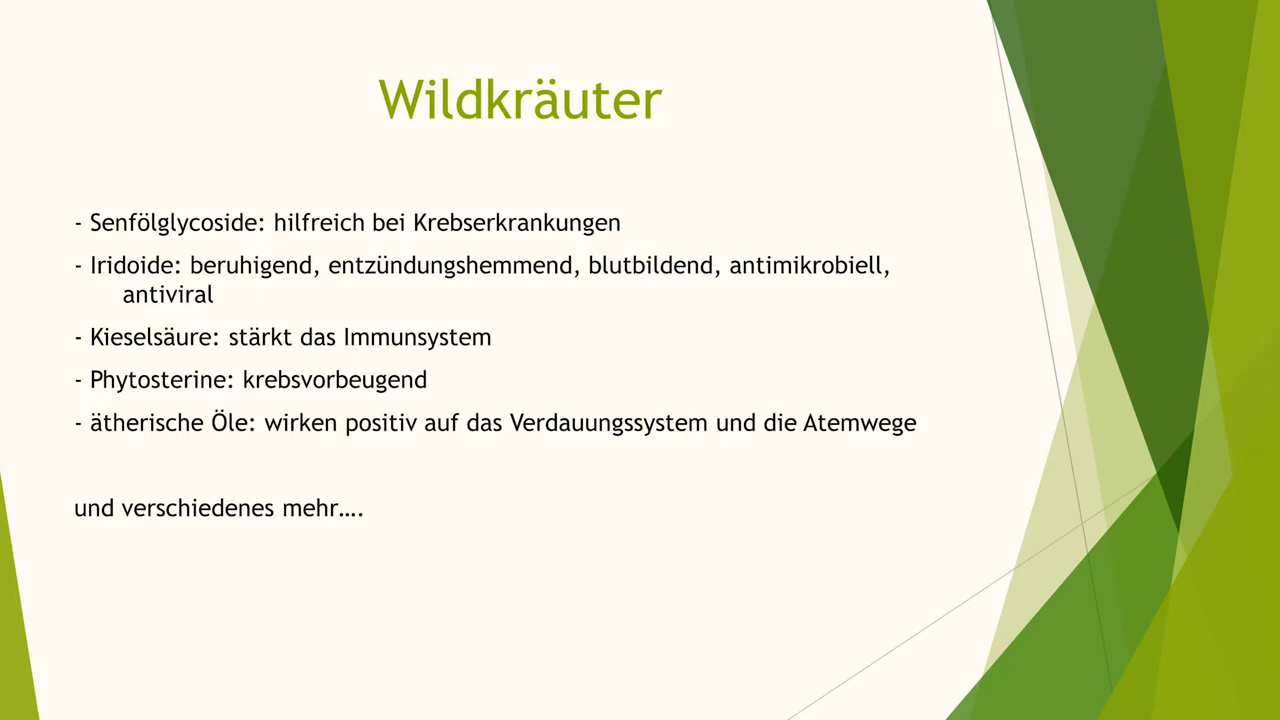 Wildkräuter
- Senfölglycoside: hilfreich bei Krebserkrankungen
- Iridoide: beruhigend, entzündungshemmend, blutbildend, antimikrobiell,
antiviral
- Kieselsäure: stärkt das Immunsystem
- Phytosterine: krebsvorbeugend
- ätherische Öle: wirken positiv auf das Verdauungssystem und die Atemwege
und verschiedenes mehr….